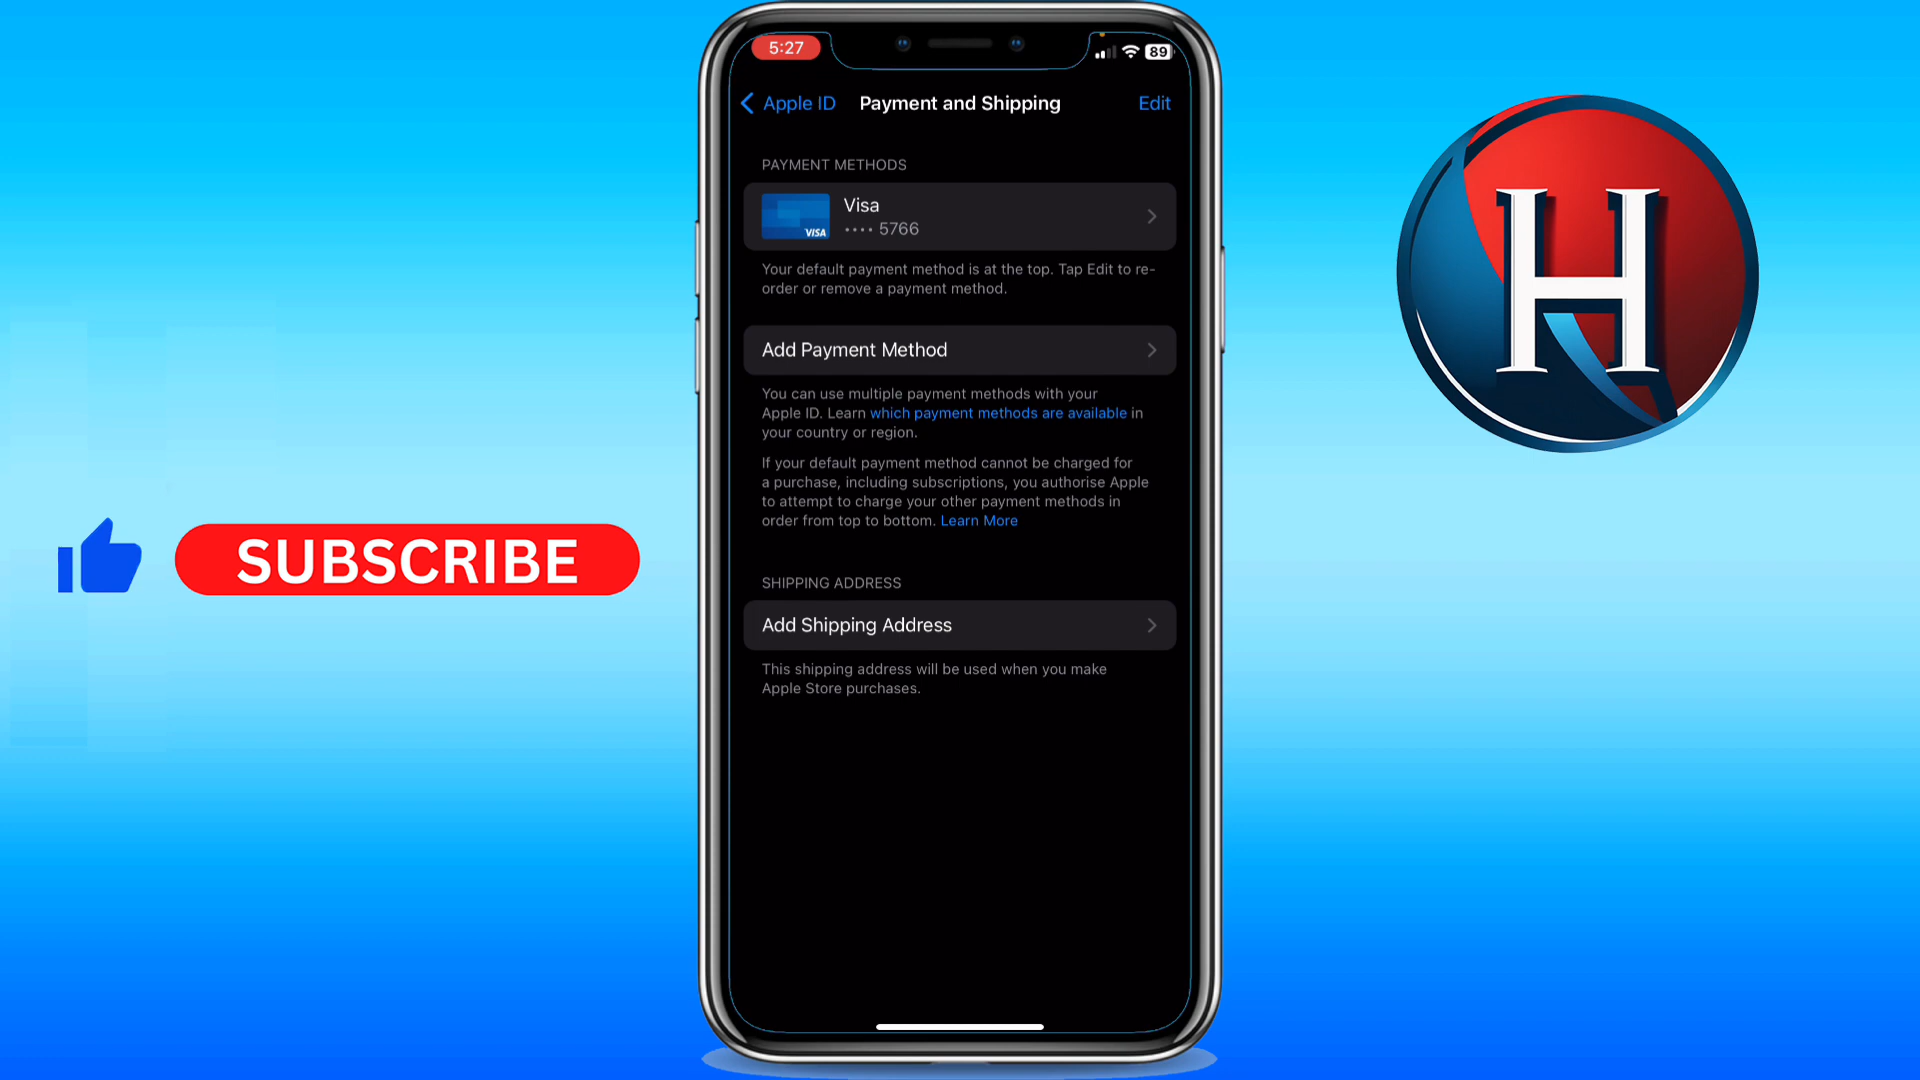 5:27
89
Apple ID
Payment and Shipping
Edit
PAYMENT METHODS
Visa
VISA
•••• 5766
Your default payment method is at the top. Tap Edit to re-
order or remove a payment method.
Add Payment Method
You can use multiple payment methods with your
Apple ID. Learn which payment methods are available in
your country or region.
If your default payment method cannot be charged for
a purchase, including subscriptions, you authorise Apple
to attempt to charge your other payment methods in
order from top to bottom. Learn More
SHIPPING ADDRESS
Add Shipping Address
This shipping address will be used when you make
Apple Store purchases.
SUBSCRIBE
H